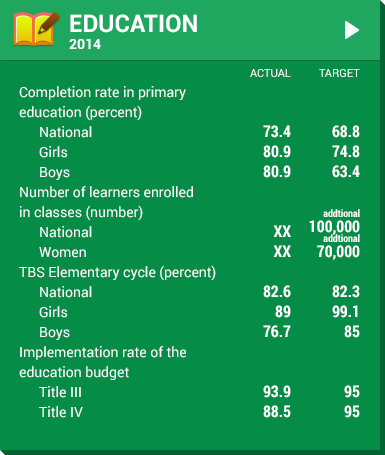 EDUCATION
2014
ACTUAL TARGET
Completion rate in primary
education (percent)
National 73.4 68.8
Girls 80.9 74.8
Boys 80.9 63.4
Number of learners enrolled
in classes (number)
addtional
National XX 100,000
addtional
Women XX 70,000
TBS Elementary cycle (percent)
National 82.6 82.3
Girls 89 99.1
Boys 76.7 85
Implementation rate of the
education budget
Title III 93.9 95
Title IV 88.5 95